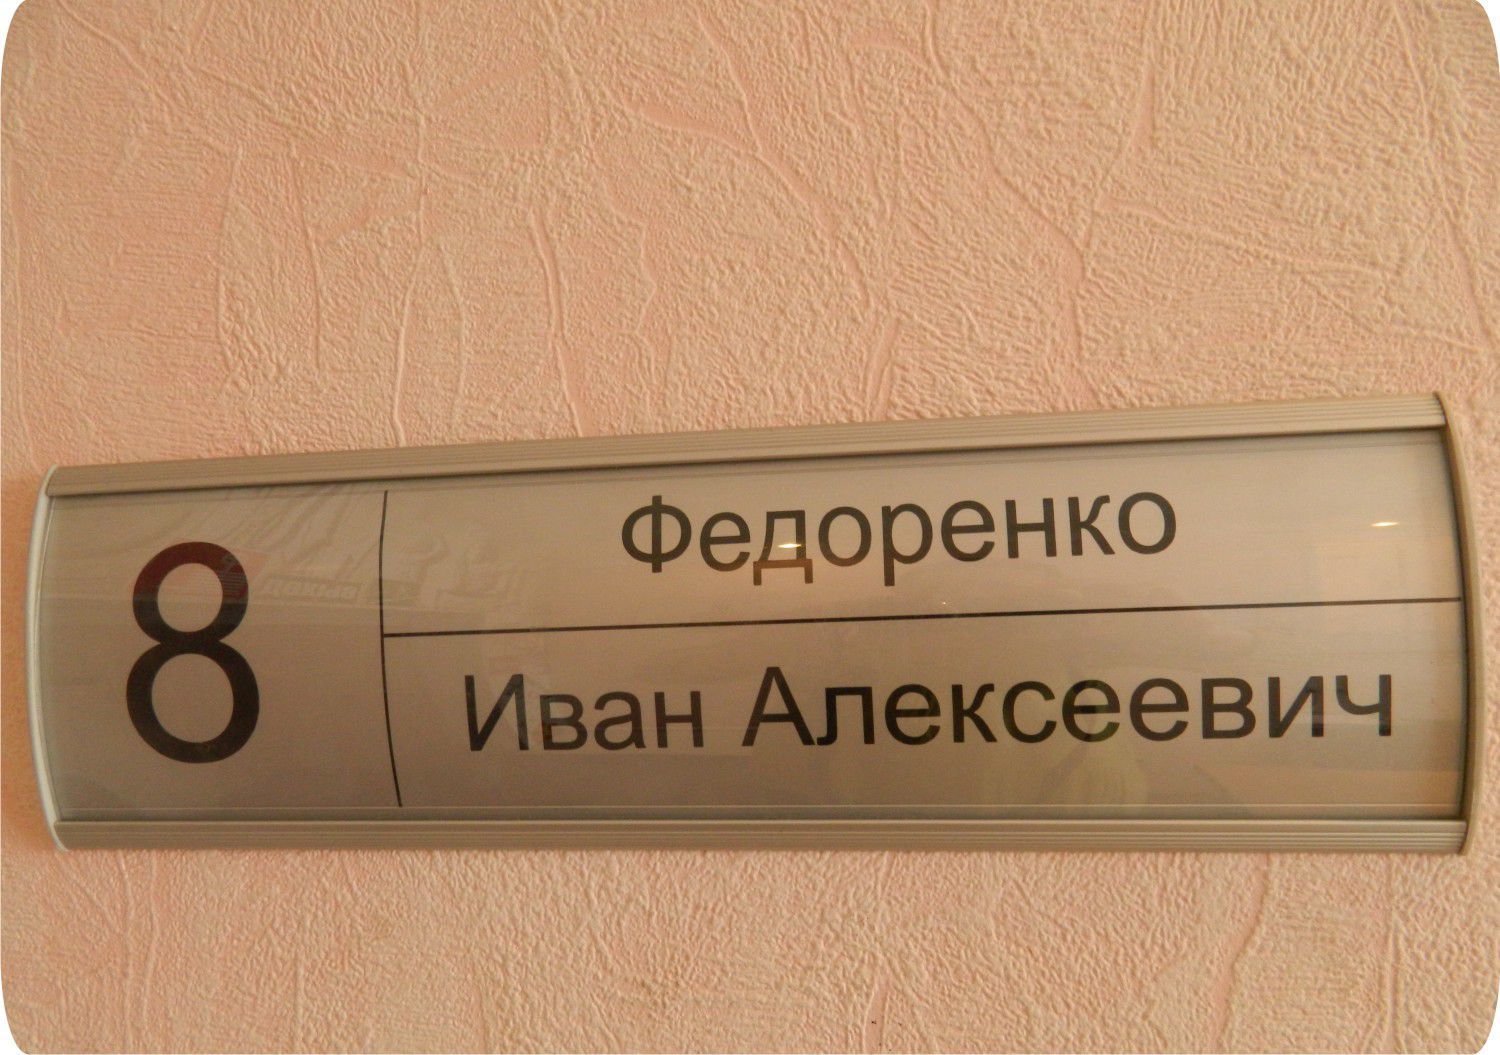 8
Федоренко
Иван Алексеевич